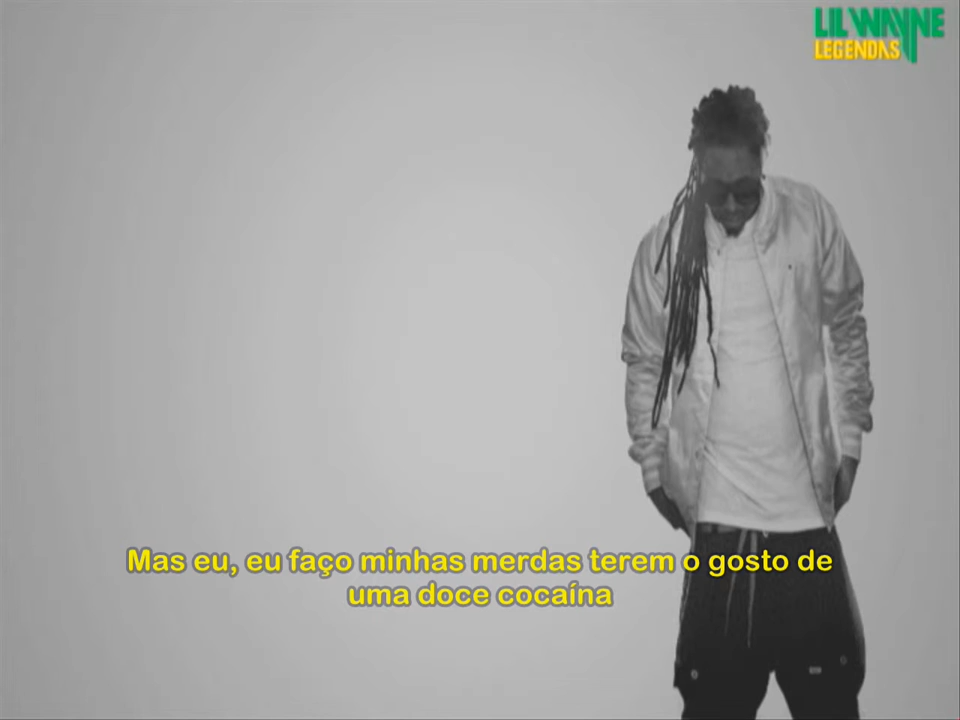 LIL WAYNE
LEGENDAS
Mas eu, eu faço minhas merdas terem o gosto de
uma doce cocaína